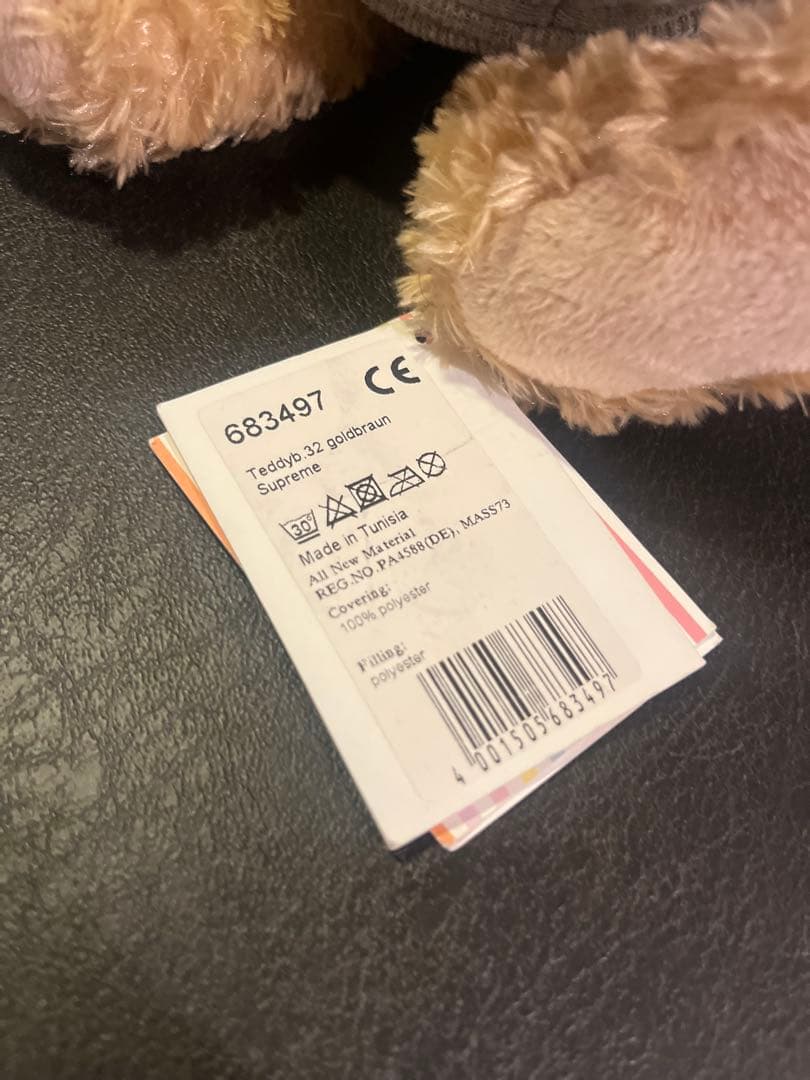 CE
683497
Teddyb.32 goldbraun
Supreme
30°
Made in Tunisia
All New Material
REG.NO.PA4588(DE), MASS73
Covering:
100% polyester
Filling:
polyester
4 001505 683497